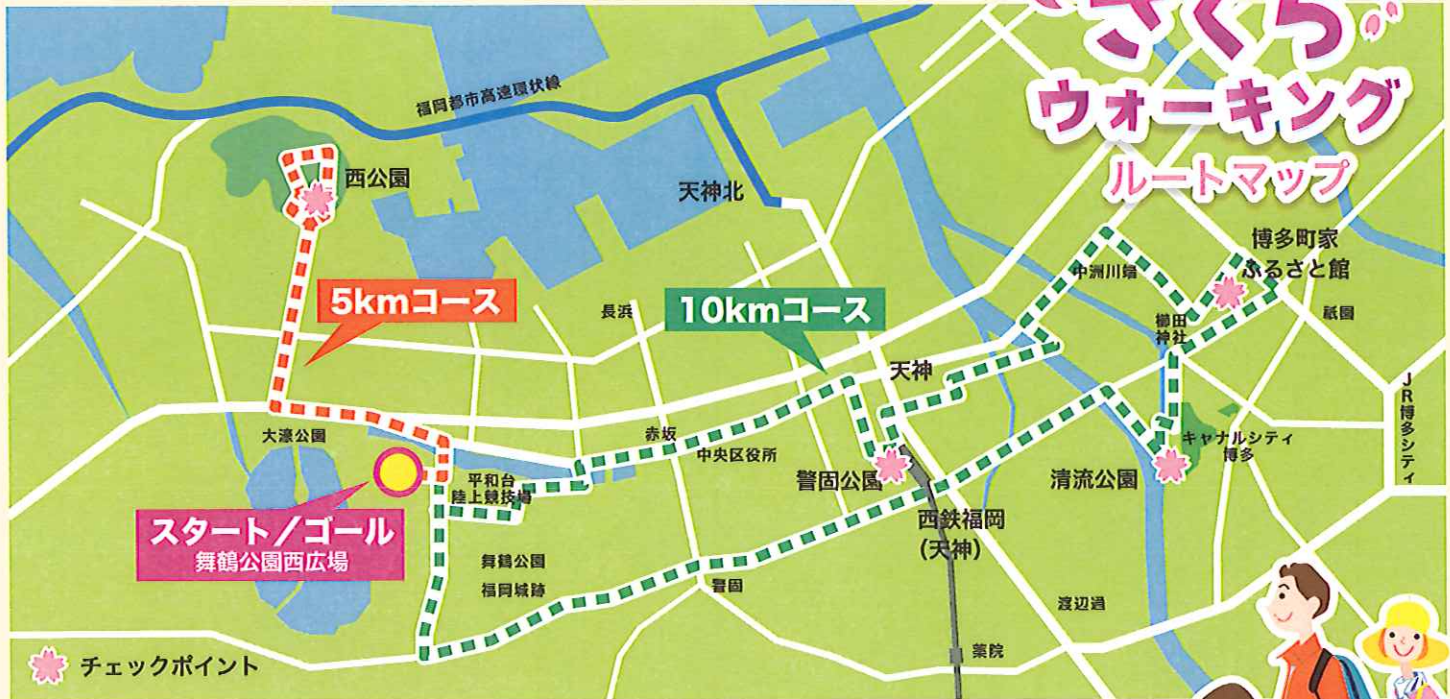 さくら
ウォーキング
ルートマップ
福岡都市高速環状線
西公園
天神北
博多町家
ふるさと館
中洲川端
5kmコース
長浜
10kmコース
櫛田
神社
祇園
天神
JR博多シティ
大濠公園
赤坂
中央区役所
キャナルシティ
博多
平和台
陸上競技場
警固公園
清流公園
スタート／ゴール
舞鶴公園西広場
西鉄福岡
(天神)
舞鶴公園
福岡城跡
警固
渡辺通
薬院
チェックポイント